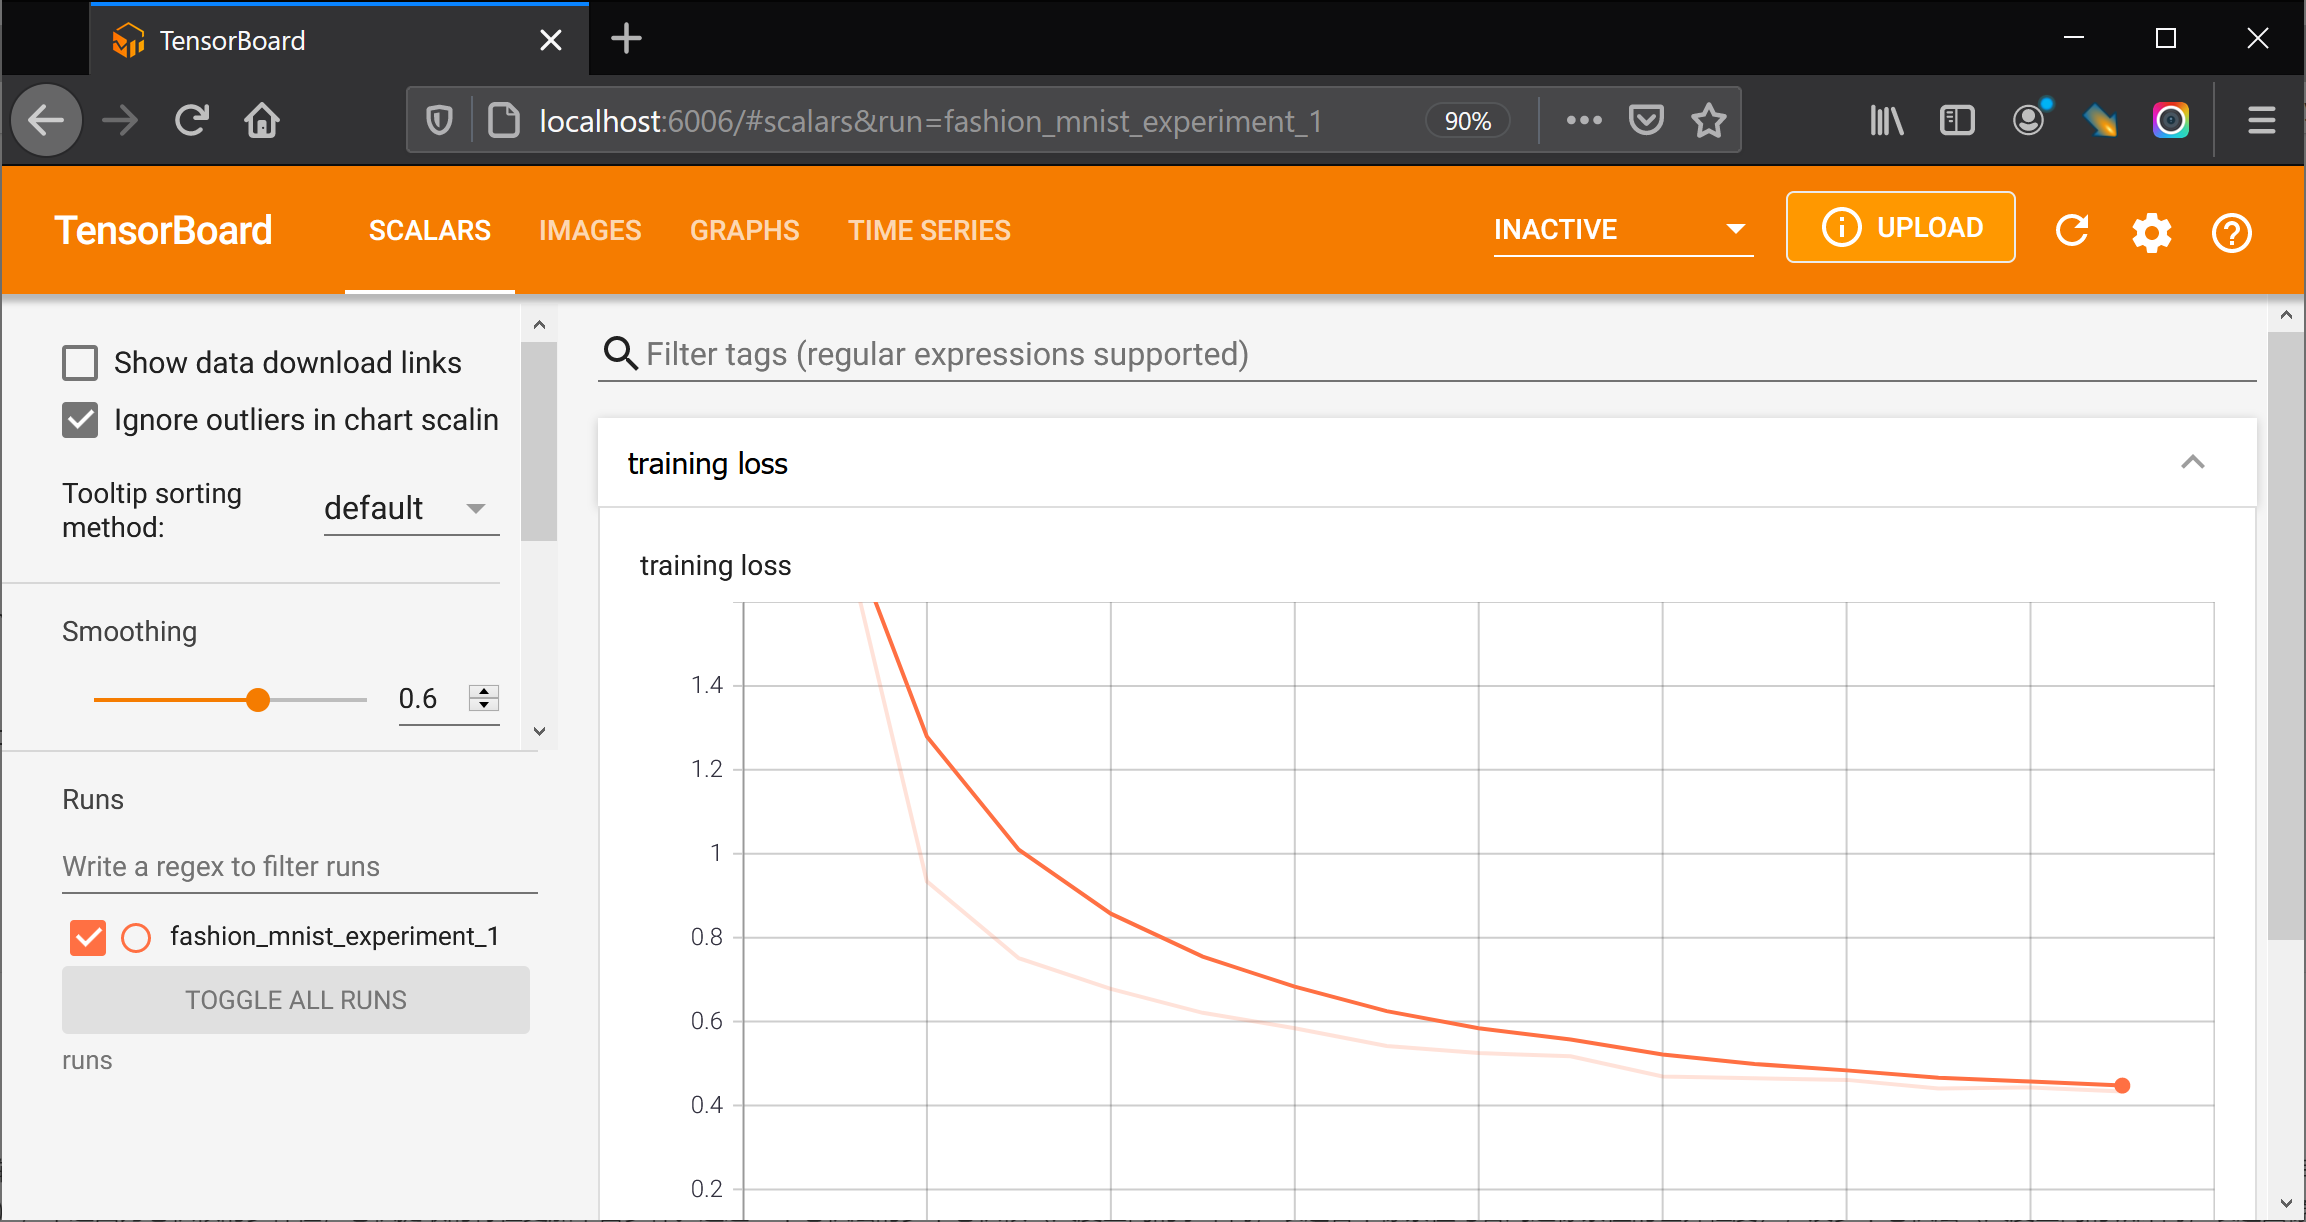 TensorBoard
localhost:6006/#scalars&run=fashion_mnist_experiment_1
90%
TensorBoard
SCALARS
IMAGES
GRAPHS
TIME SERIES
INACTIVE
UPLOAD
Show data download links
Ignore outliers in chart scalin
Tooltip sorting
method:
default
Smoothing
0.6
Runs
Write a regex to filter runs
fashion_mnist_experiment_1
TOGGLE ALL RUNS
runs
Filter tags (regular expressions supported)
training loss
training loss
1.4
1.2
1
0.8
0.6
0.4
0.2